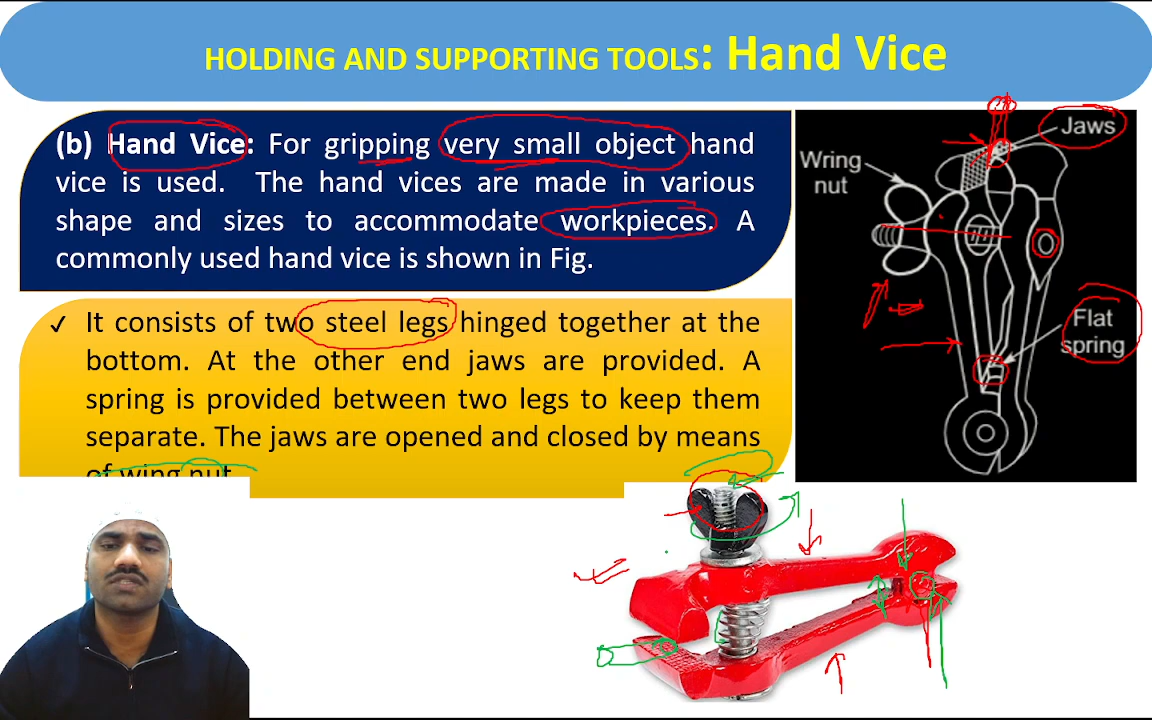 HOLDING AND SUPPORTING TOOLS: Hand Vice
(b) Hand Vice: For gripping very small object hand
vice is used. The hand vices are made in various
shape and sizes to accommodate workpieces. A
commonly used hand vice is shown in Fig.
✓ It consists of two steel legs hinged together at the
bottom. At the other end jaws are provided. A
spring is provided between two legs to keep them
separate. The jaws are opened and closed by means
of wing nut.
Jaws
Wring
nut
Flat
spring